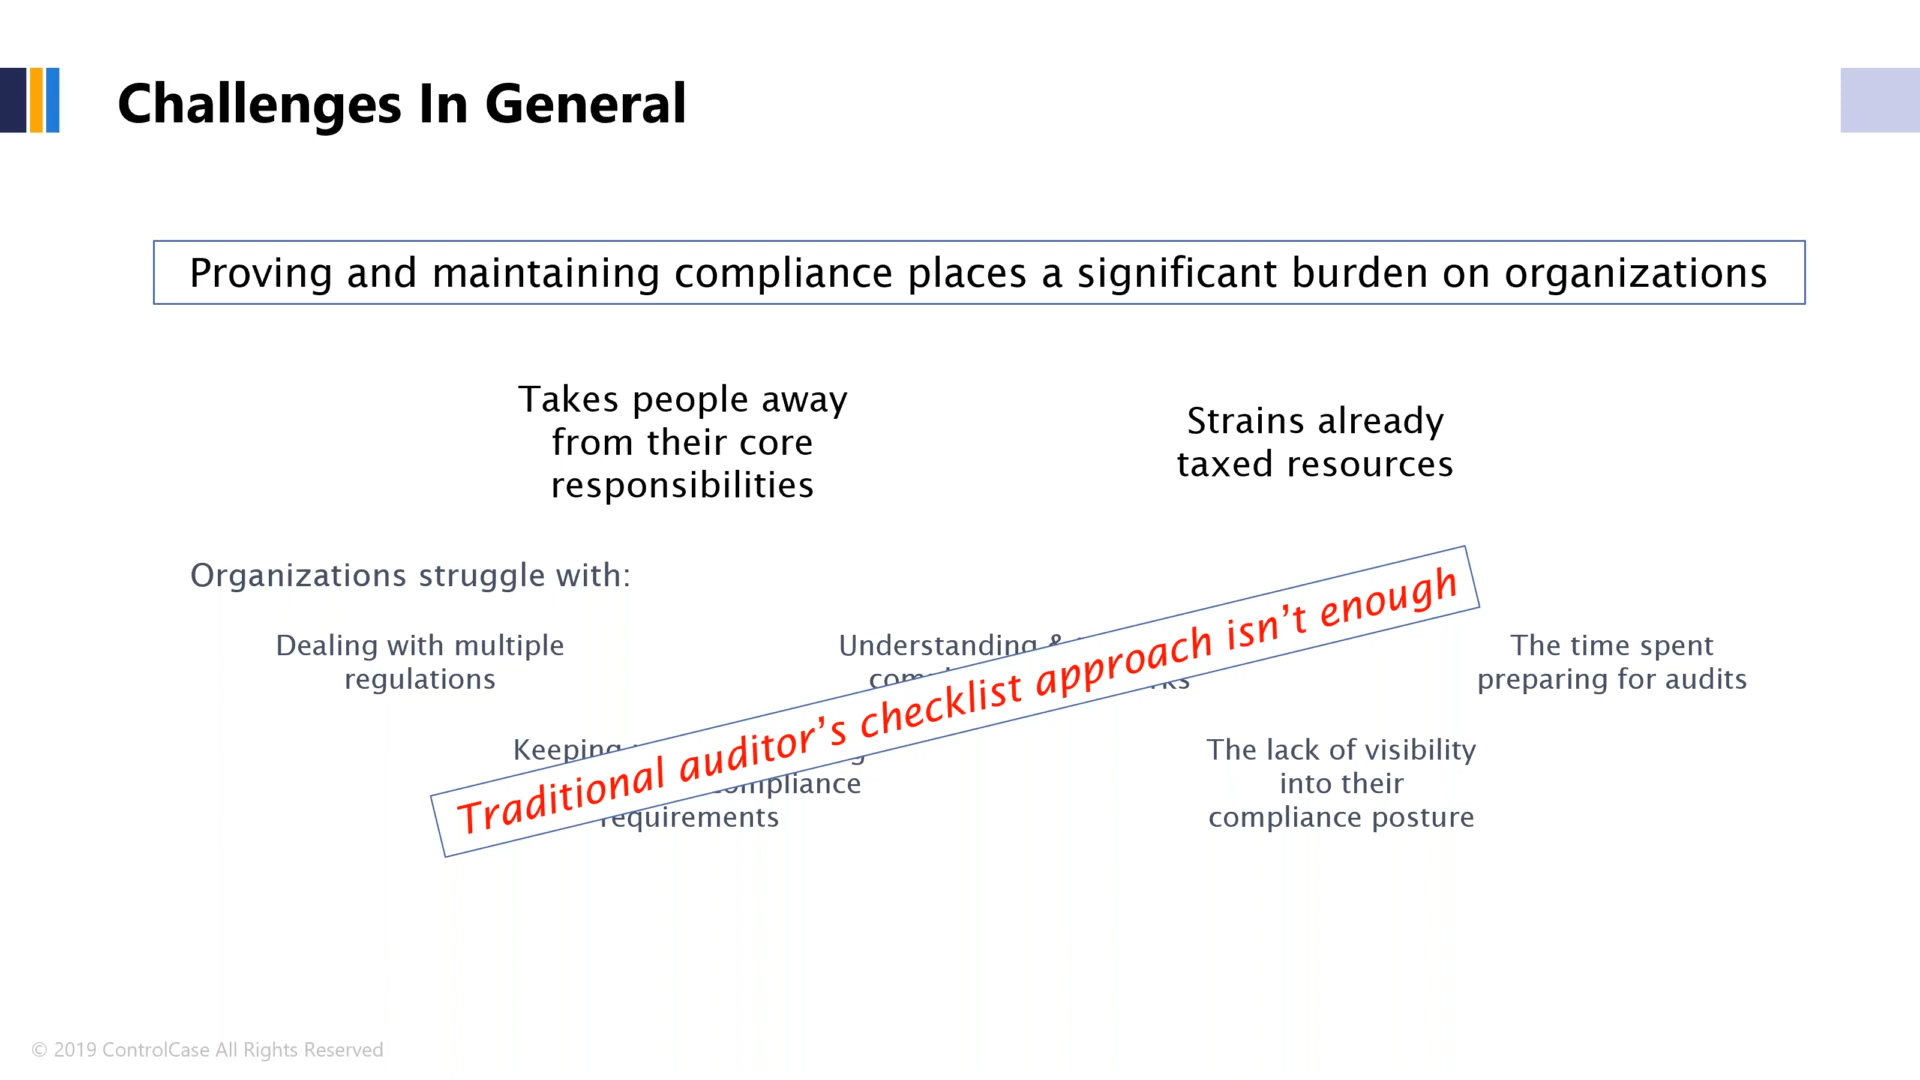 Challenges In General
Proving and maintaining compliance places a significant burden on organizations
Takes people away
from their core
responsibilities
Strains already
taxed resources
Organizations struggle with:
Dealing with multiple
regulations
Understanding &
The time spent
preparing for audits
Traditional auditor’s checklist approach isn’t enough
Keeping
requirements
The lack of visibility
into their
compliance posture
© 2019 ControlCase All Rights Reserved